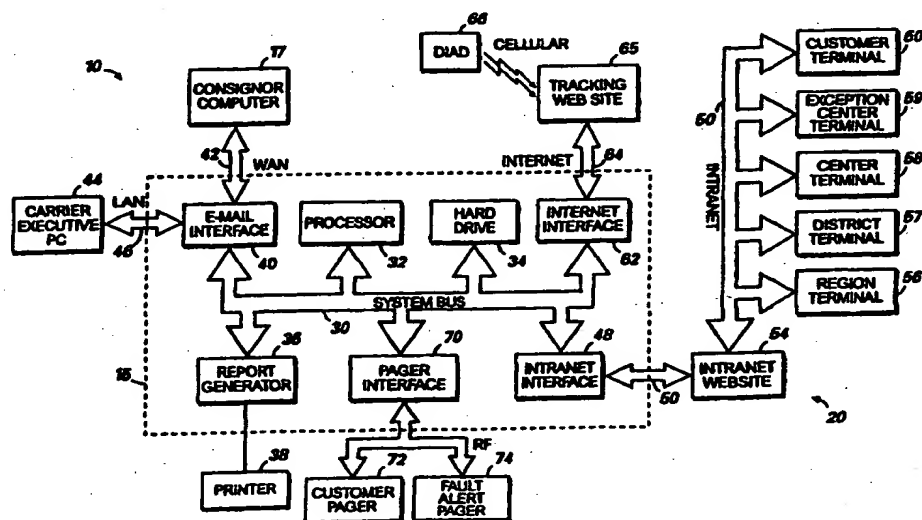 66
DIAD
CELLULAR
65
TRACKING
WEB SITE
17
CONSIGNOR
COMPUTER
10
42
WAN
INTERNET
64
44
CARRIER
EXECUTIVE
PC
LAN
46
E-MAIL
INTERFACE
40
PROCESSOR
32
HARD
DRIVE
34
INTERNET
INTERFACE
62
SYSTEM BUS
30
36
REPORT
GENERATOR
70
PAGER
INTERFACE
48
INTRANET
INTERFACE
50
15
38
PRINTER
RF
72
CUSTOMER
PAGER
74
FAULT
ALERT
PAGER
50
INTRANET
60
CUSTOMER
TERMINAL
59
EXCEPTION
CENTER
TERMINAL
58
CENTER
TERMINAL
57
DISTRICT
TERMINAL
56
REGION
TERMINAL
54
INTRANET
WEBSITE
20